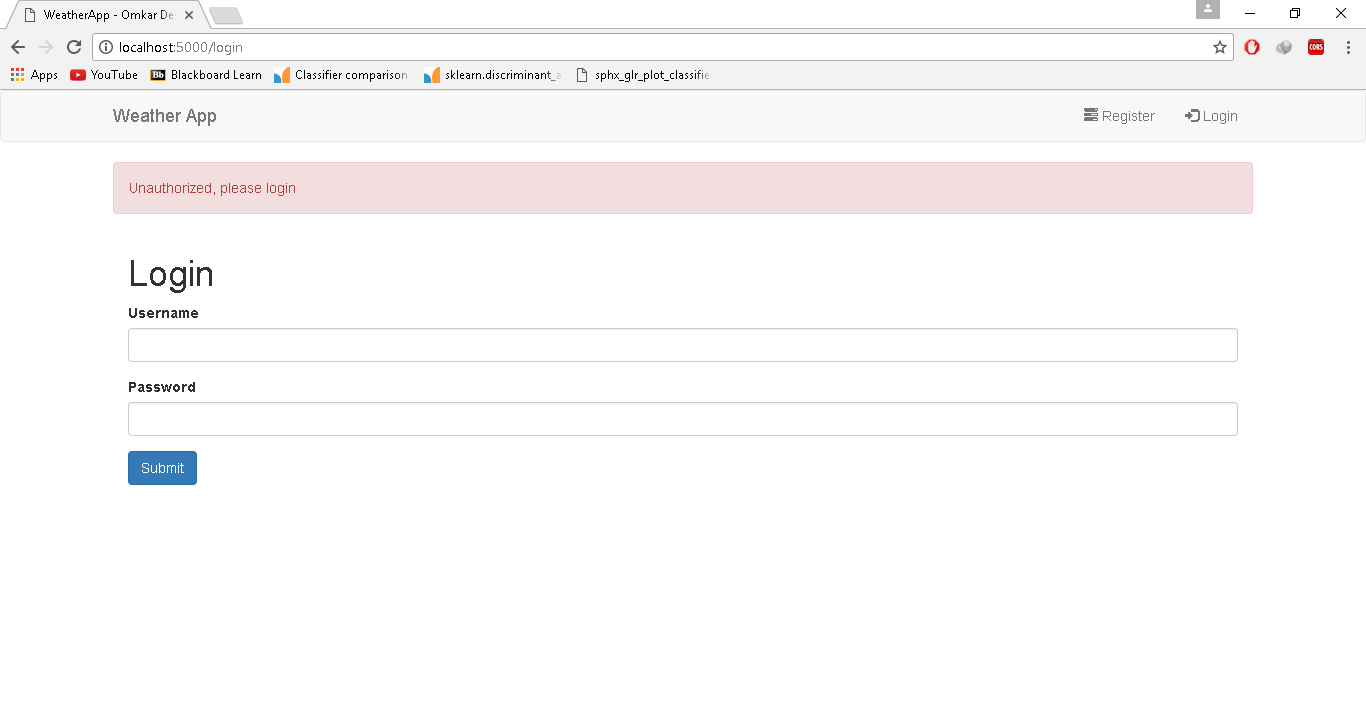 WeatherApp - Omkar De
localhost:5000/login
Apps YouTube Bb Blackboard Learn Classifier comparison sklearn.discriminant_a sphx_glr_plot_classifie
CORS
Weather App Register Login
Unauthorized, please login
Login
Username
Password
Submit